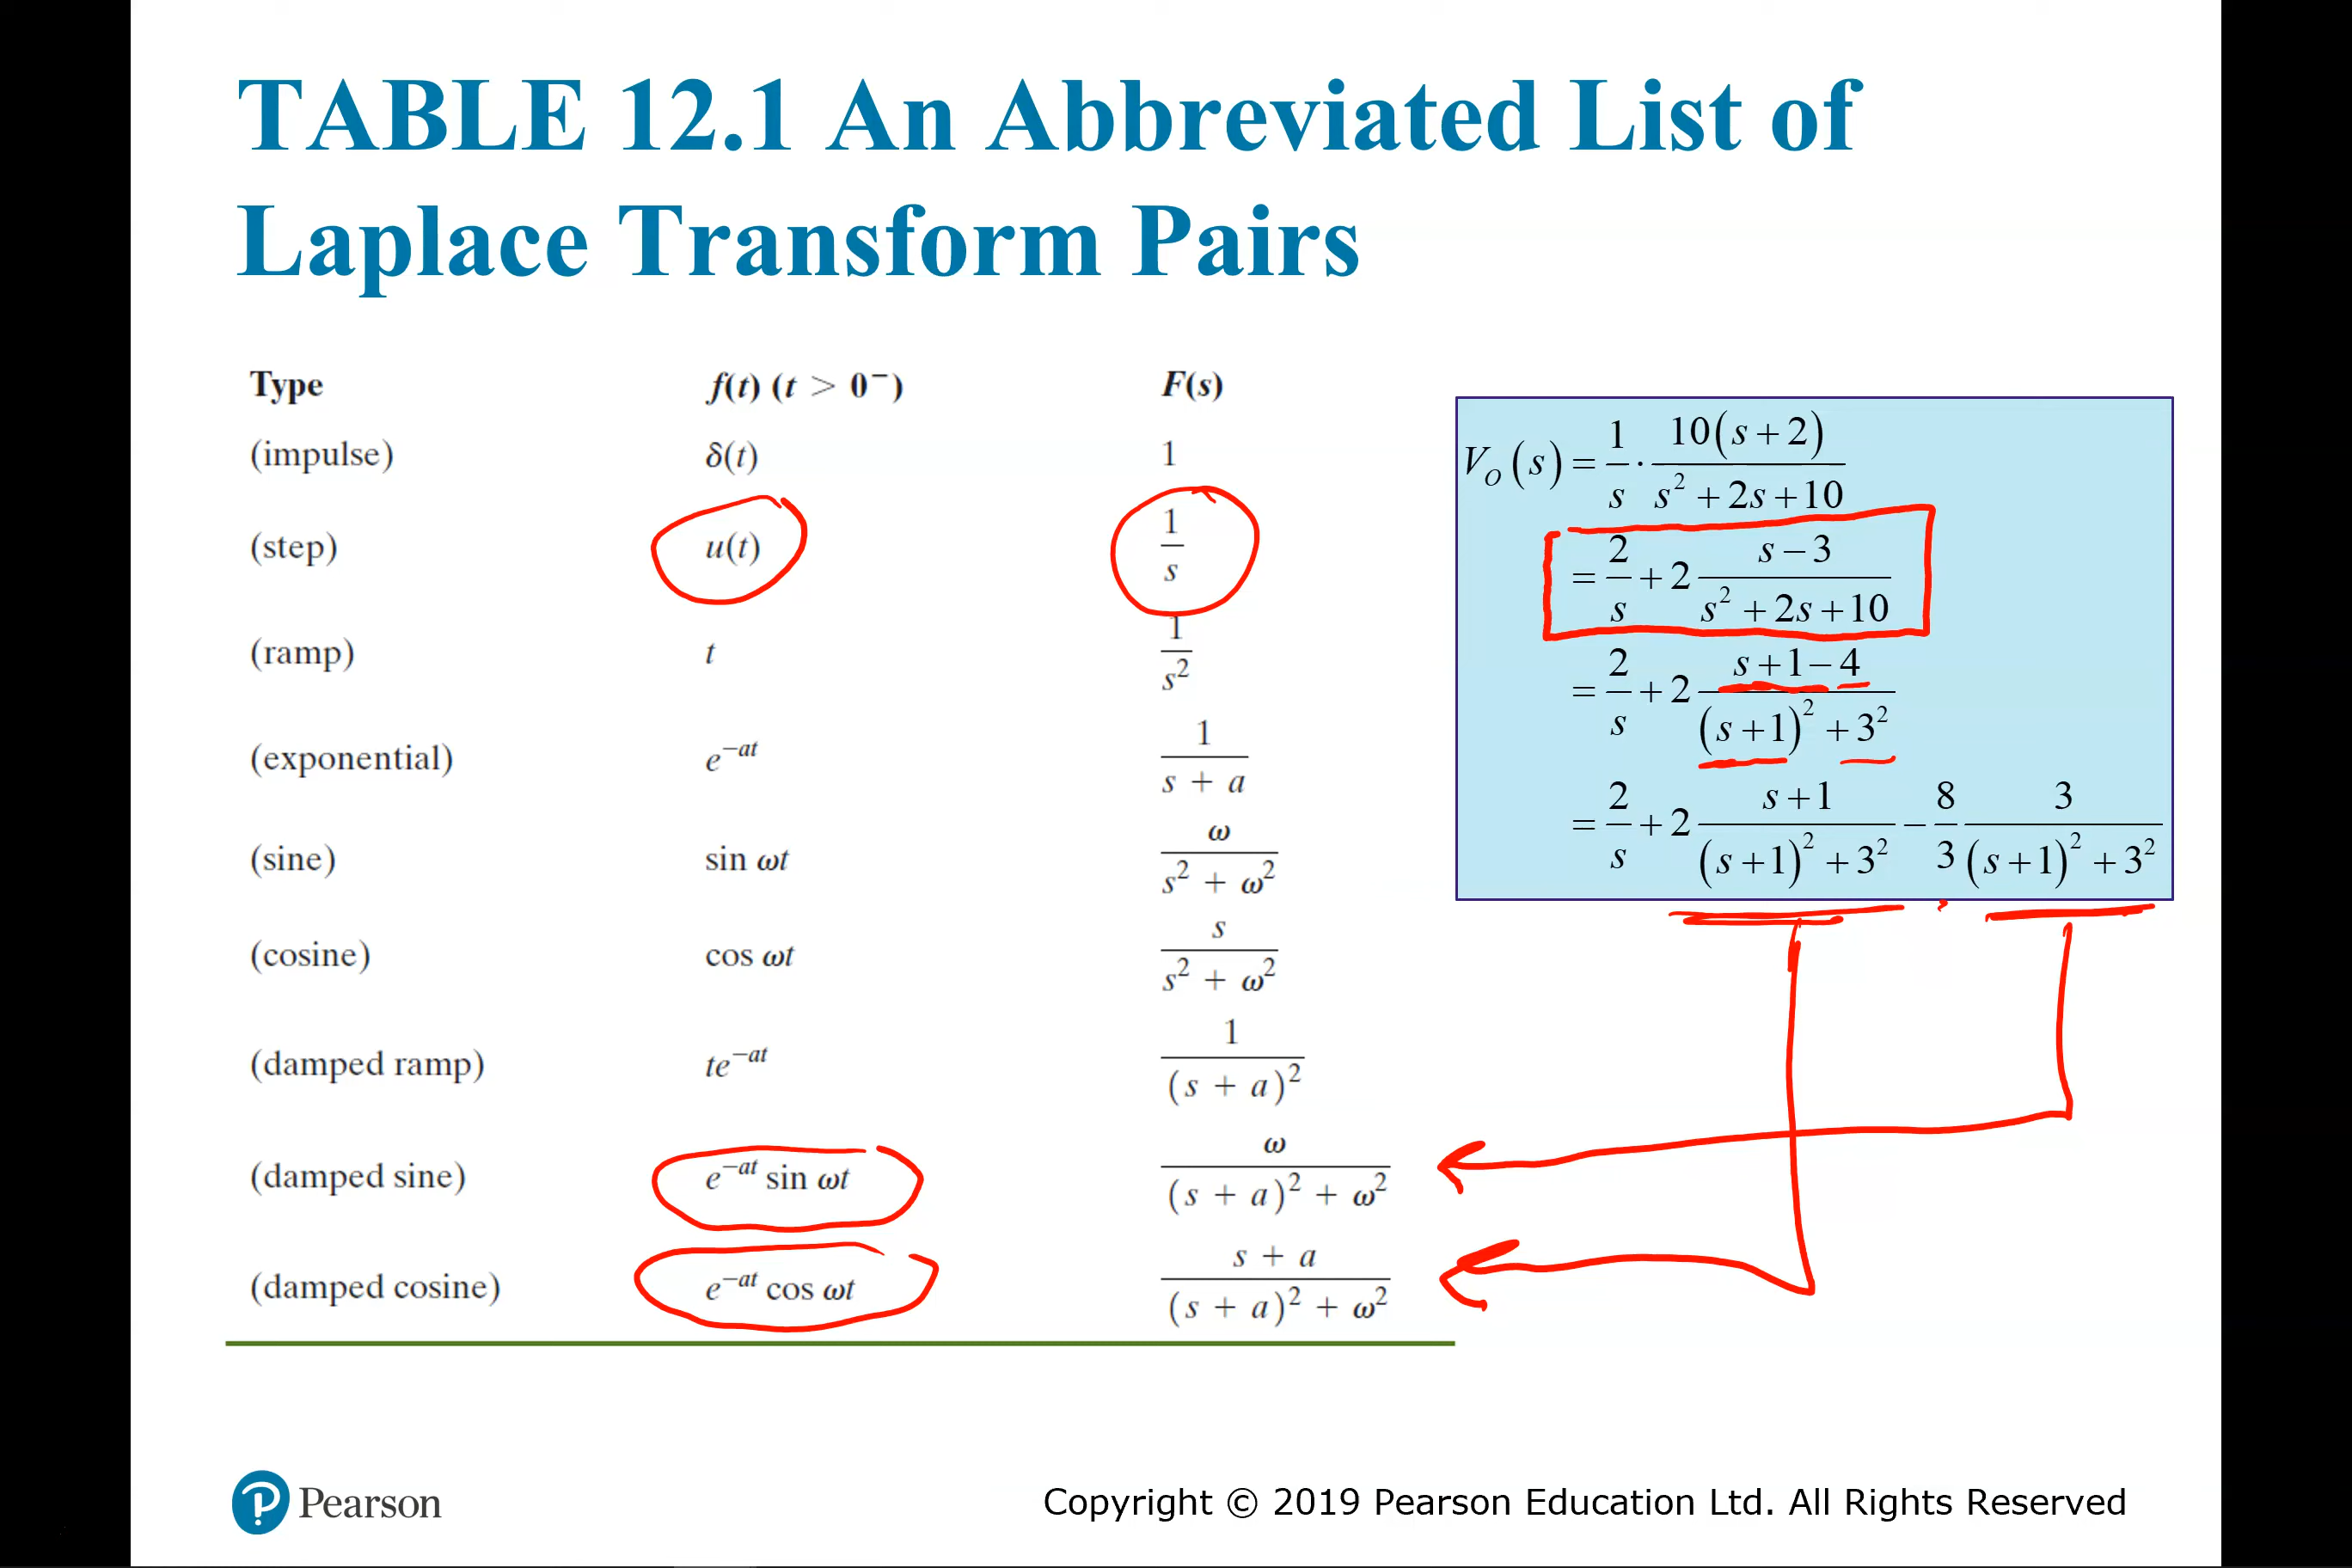 TABLE 12.1 An Abbreviated List of
Laplace Transform Pairs
Type f(t) (t > 0⁻) F(s)
(impulse) δ(t) 1
(step) u(t) 1/s
(ramp) t 1/s²
(exponential) e^(−at) 1/(s + a)
(sine) sin ωt ω/(s² + ω²)
(cosine) cos ωt s/(s² + ω²)
(damped ramp) te^(−at) 1/(s + a)²
(damped sine) e^(−at) sin ωt ω/((s + a)² + ω²)
(damped cosine) e^(−at) cos ωt (s + a)/((s + a)² + ω²)
V_O(s) = 1/s · 10(s+2)/(s² + 2s + 10)
= 2/s + 2 (s−3)/(s² + 2s + 10)
= 2/s + 2 (s+1−4)/((s+1)² + 3²)
= 2/s + 2 (s+1)/((s+1)² + 3²) − 8/3 3/((s+1)² + 3²)
Pearson
Copyright © 2019 Pearson Education Ltd. All Rights Reserved